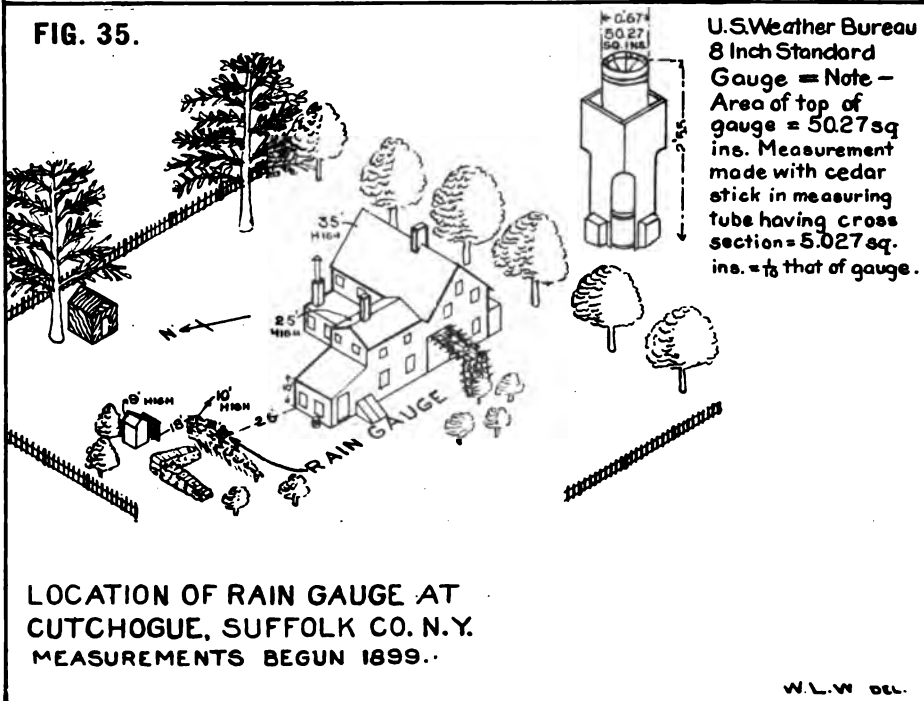 FIG. 35.
0'67
50.27
SQ. INS.
U.S. Weather Bureau
8 Inch Standard
Gauge = Note —
Area of top of
gauge = 50.27 sq
ins. Measurement
made with cedar
stick in measuring
tube having cross
section = 5.027 sq.
ins. = 1/10 that of gauge.
35'
HIGH
N.
25'
HIGH
9' HIGH
10'
HIGH
18'
26'
RAIN GAUGE
LOCATION OF RAIN GAUGE AT
CUTCHOGUE, SUFFOLK CO. N.Y.
MEASUREMENTS BEGUN 1899.
W.L.W DEL.